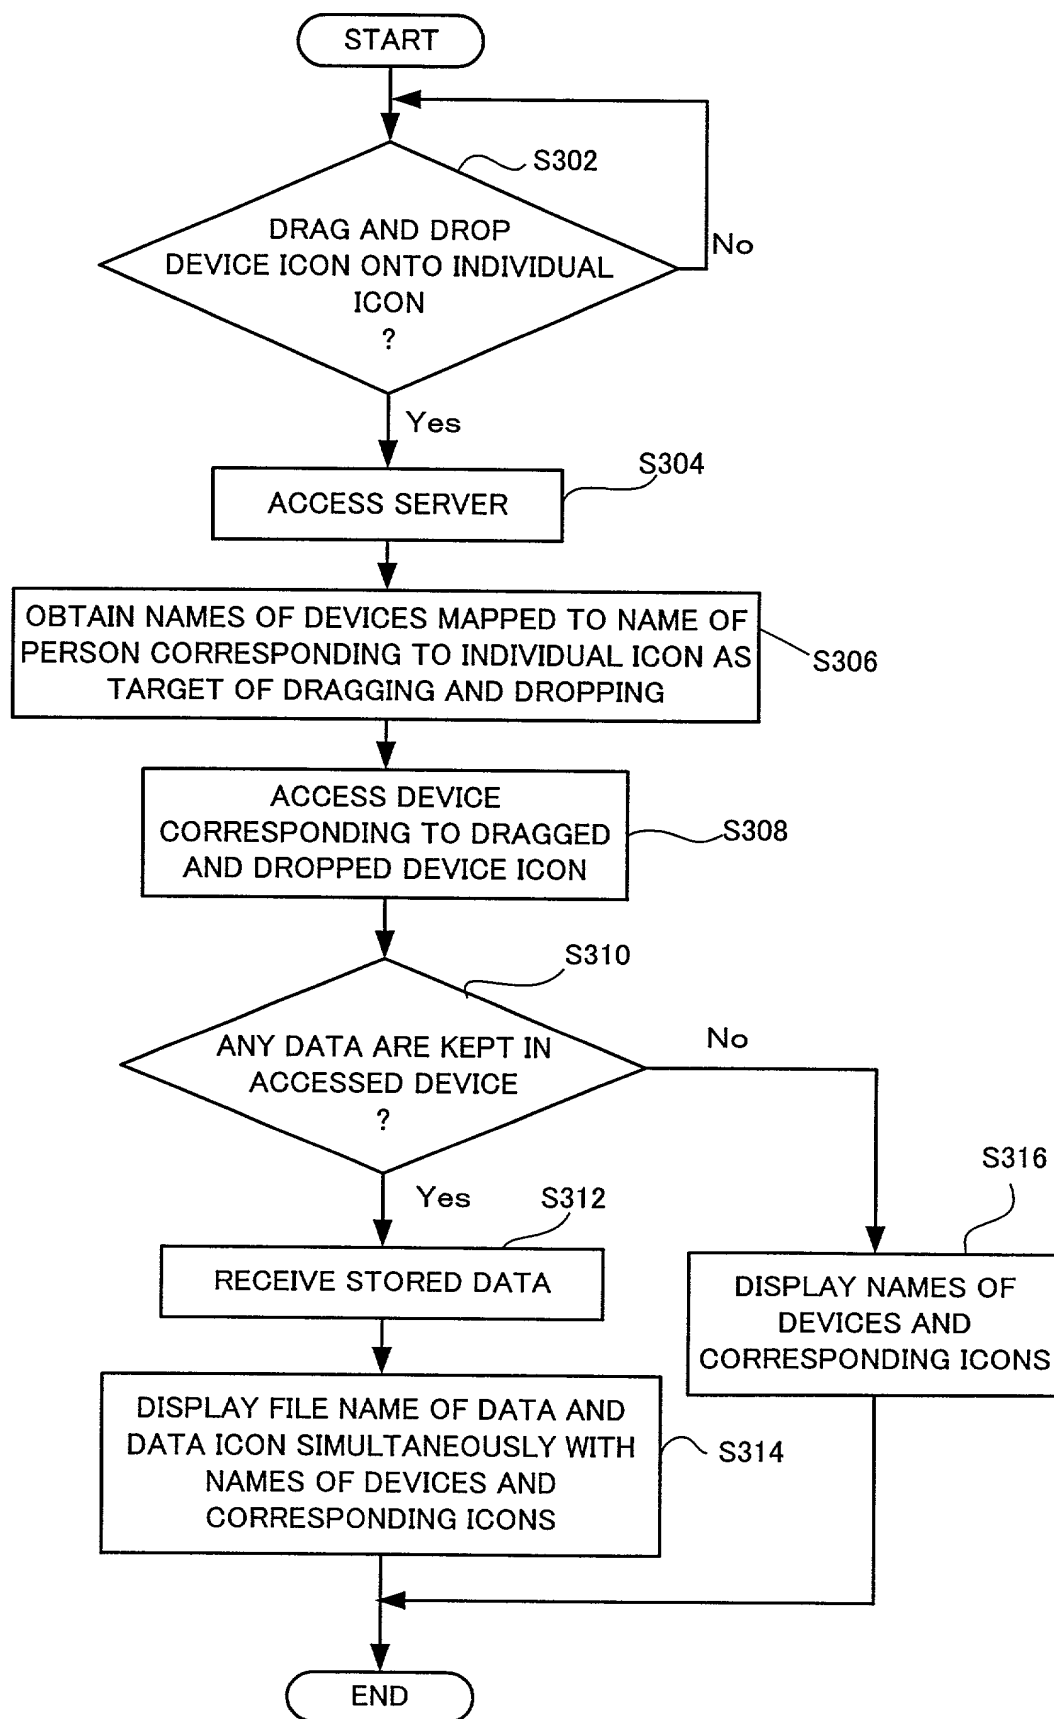 START
S302
DRAG AND DROP
DEVICE ICON ONTO INDIVIDUAL
ICON
?
No
Yes
S304
ACCESS SERVER
OBTAIN NAMES OF DEVICES MAPPED TO NAME OF
PERSON CORRESPONDING TO INDIVIDUAL ICON AS
TARGET OF DRAGGING AND DROPPING
S306
ACCESS DEVICE
CORRESPONDING TO DRAGGED
AND DROPPED DEVICE ICON
S308
S310
ANY DATA ARE KEPT IN
ACCESSED DEVICE
?
No
Yes
S312
S316
RECEIVE STORED DATA
DISPLAY NAMES OF
DEVICES AND
CORRESPONDING ICONS
DISPLAY FILE NAME OF DATA AND
DATA ICON SIMULTANEOUSLY WITH
NAMES OF DEVICES AND
CORRESPONDING ICONS
S314
END